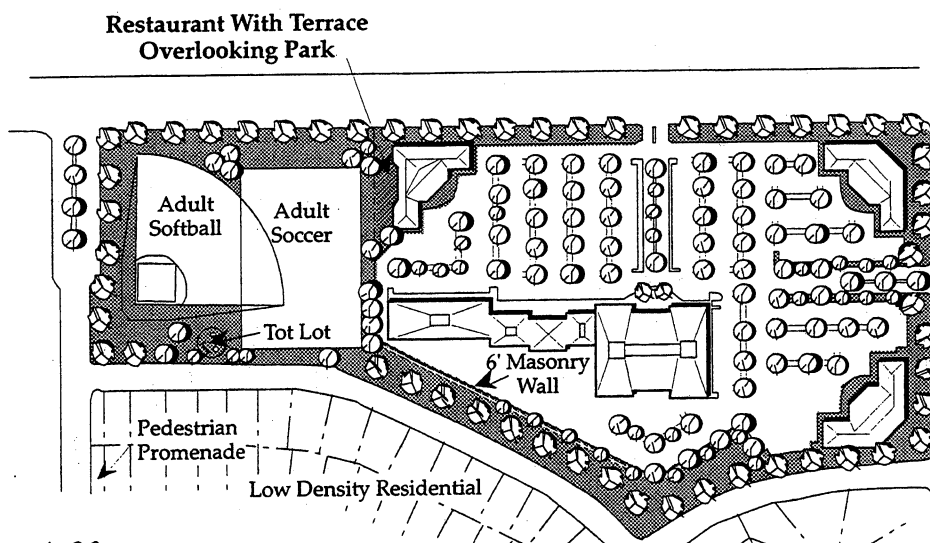 Restaurant With Terrace
Overlooking Park
Adult
Softball
Adult
Soccer
Tot Lot
6' Masonry
Wall
Pedestrian
Promenade
Low Density Residential